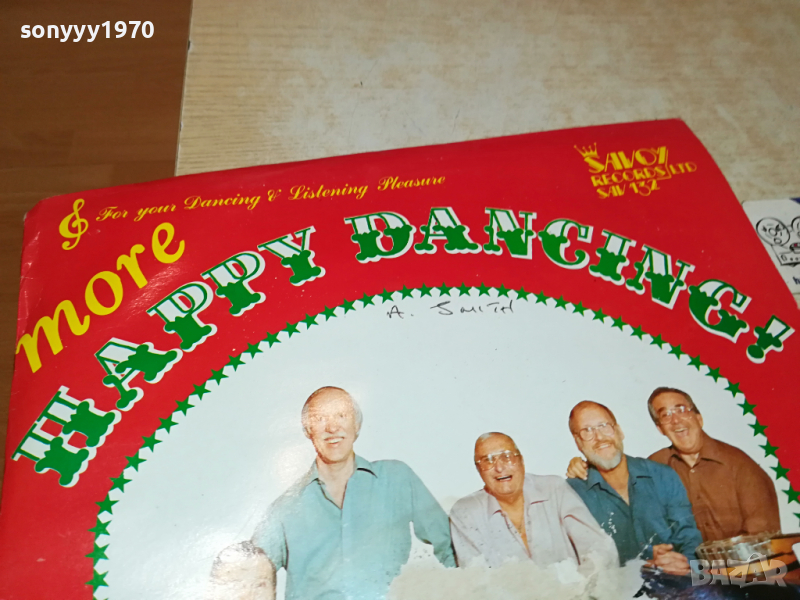 sonyyy1970
SAVOY
RECORDS LTD
SAV 132
For your Dancing & Listening Pleasure
more
HAPPY DANCING!
A. SMITH
BAZAR